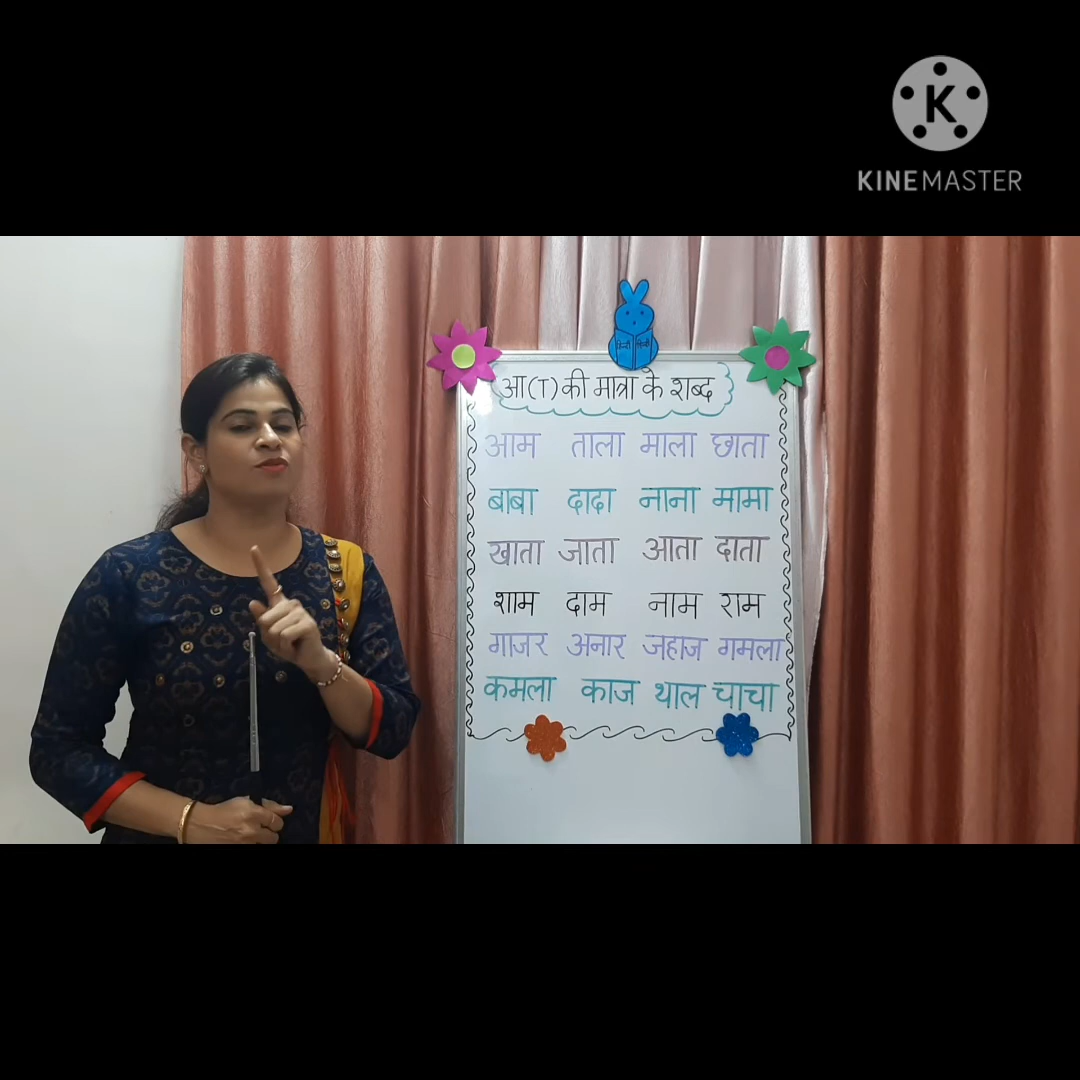 KINEMASTER
हिन्दी हिन्दी
आ(ा) की मात्रा के शब्द
आम ताला माला छाता
बाबा दादा नाना मामा
खाता जाता आता दाता
शाम दाम नाम राम
गाजर अनार जहाज गमला
कमला काज थाल चाचा